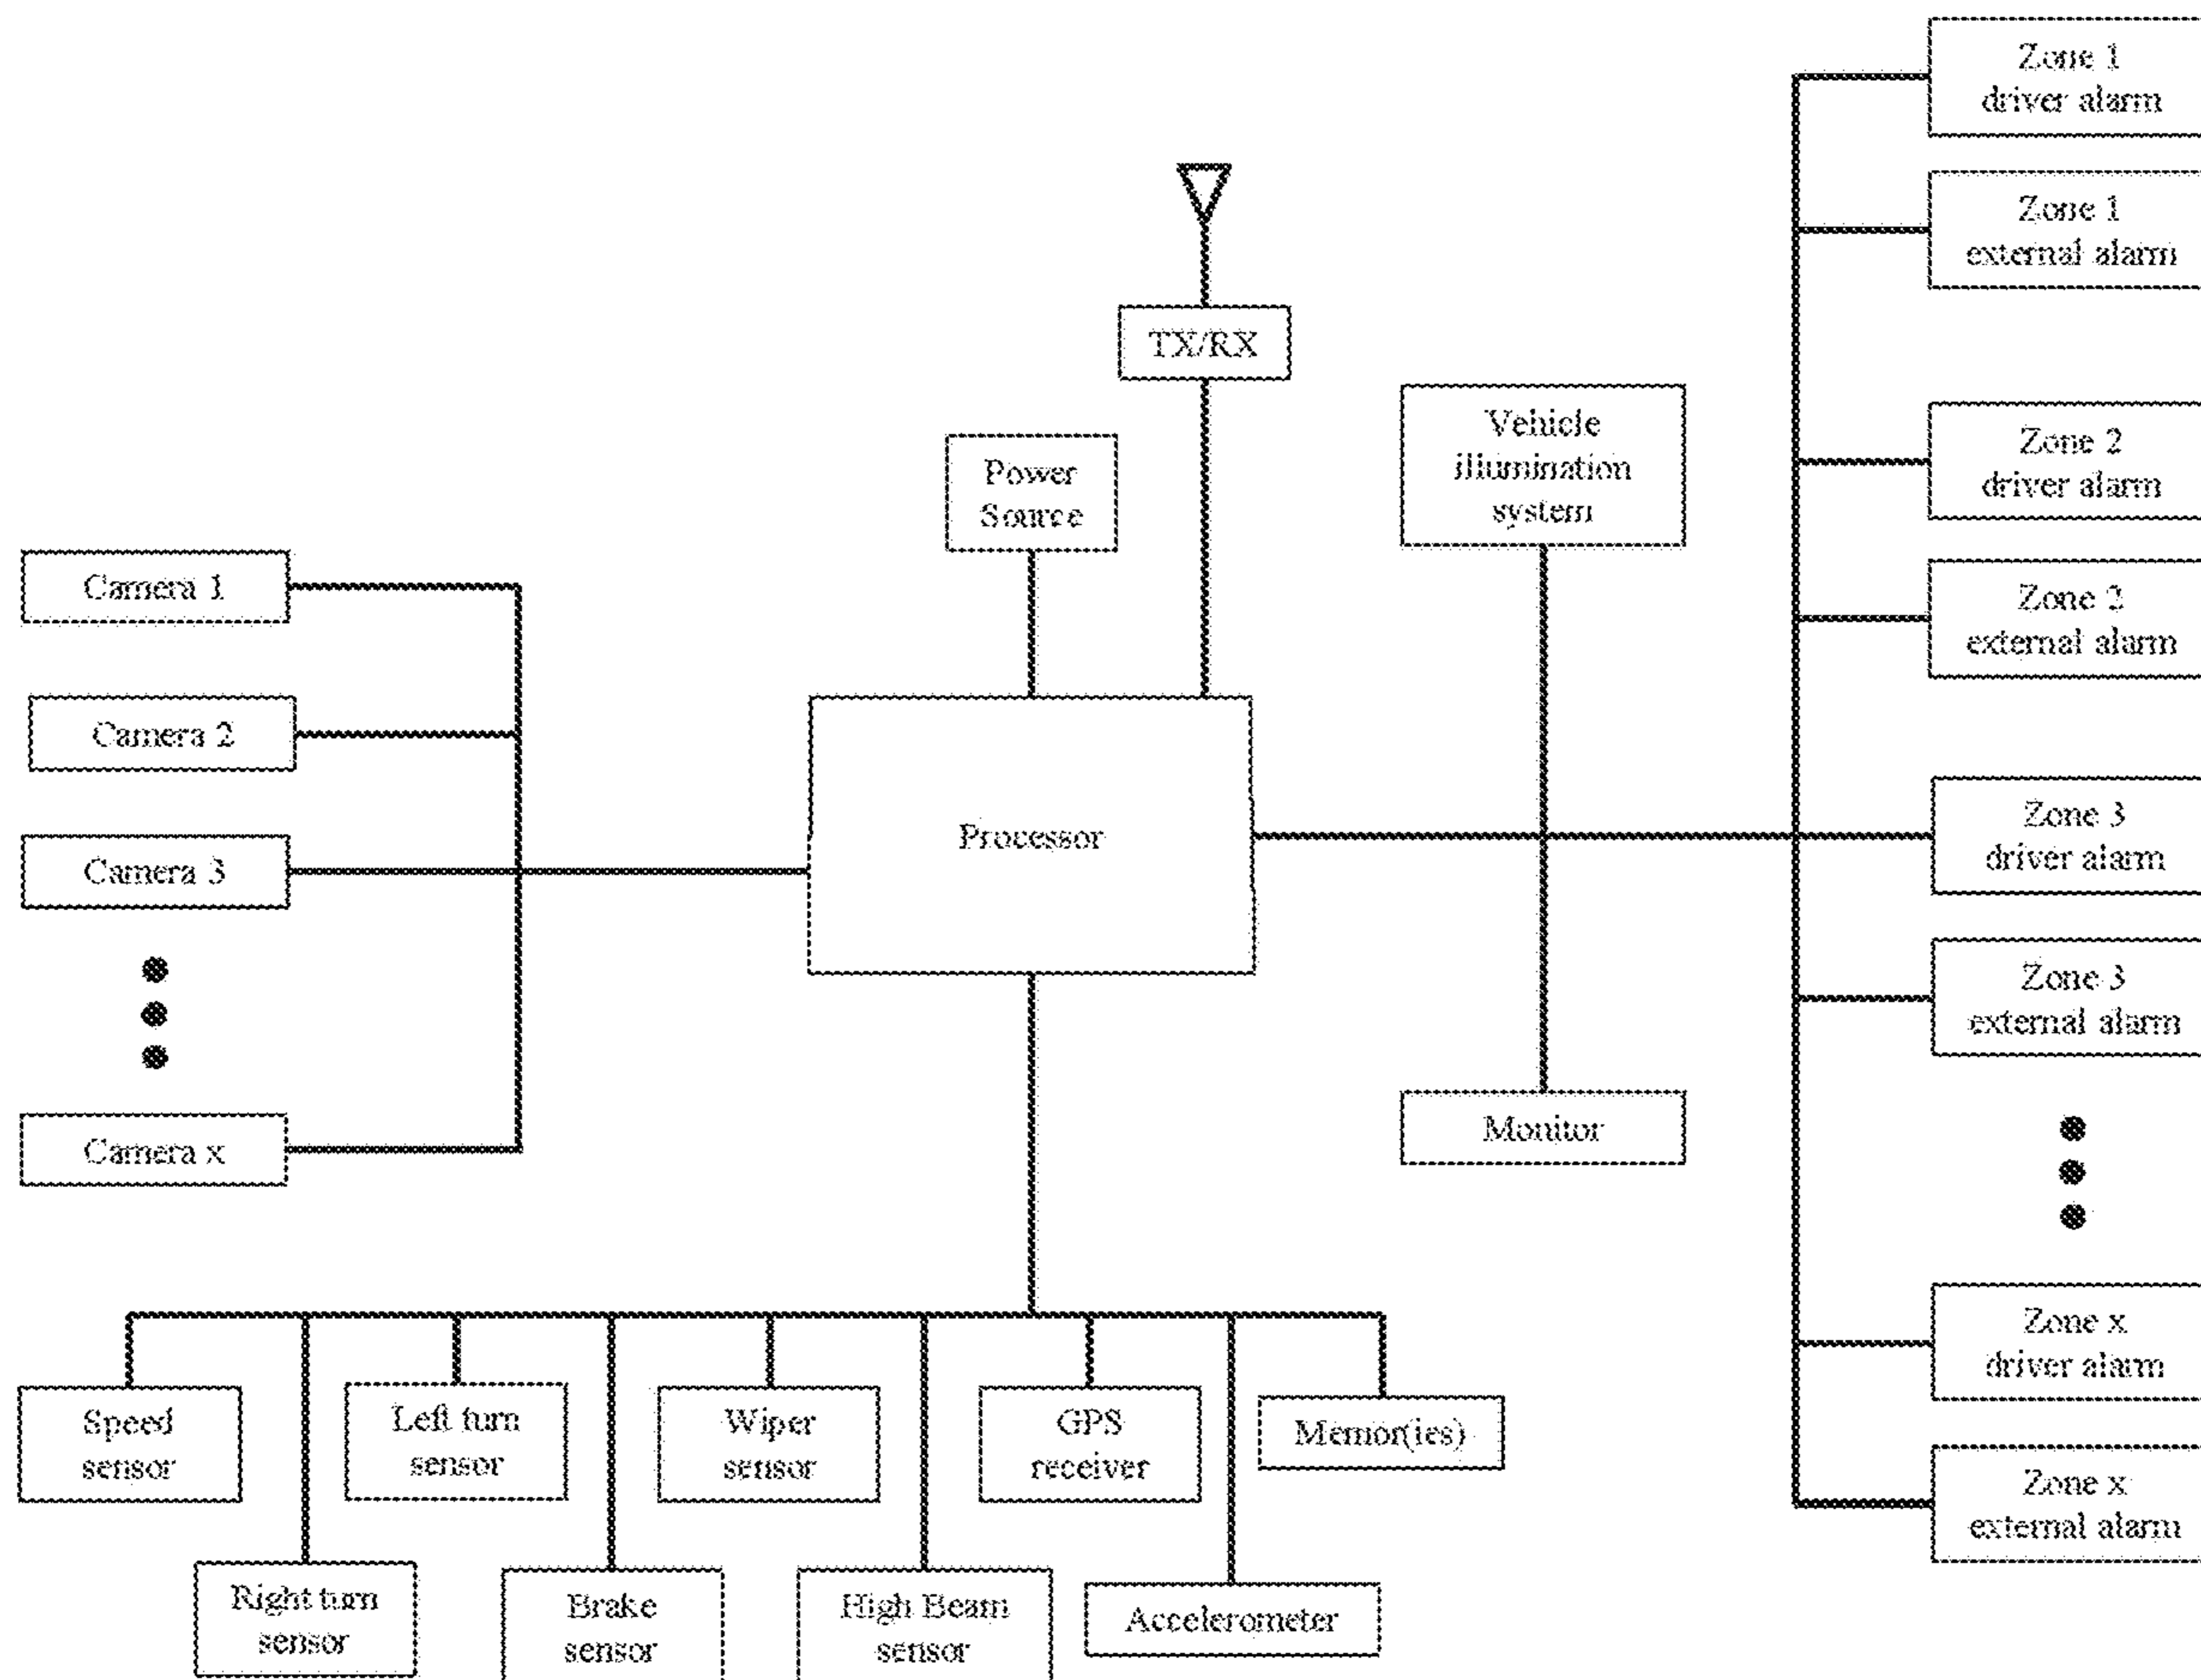 Zone 1
driver alarm
Zone 1
external alarm
TX/RX
Vehicle
illumination
system
Power
Source
Zone 2
driver alarm
Zone 2
external alarm
Camera 1
Camera 2
Camera 3
Camera x
Processor
Zone 3
driver alarm
Zone 3
external alarm
Monitor
Zone x
driver alarm
Zone x
external alarm
Speed
sensor
Left turn
sensor
Wiper
sensor
GPS
receiver
Memor(ies)
Right turn
sensor
Brake
sensor
High Beam
sensor
Accelerometer